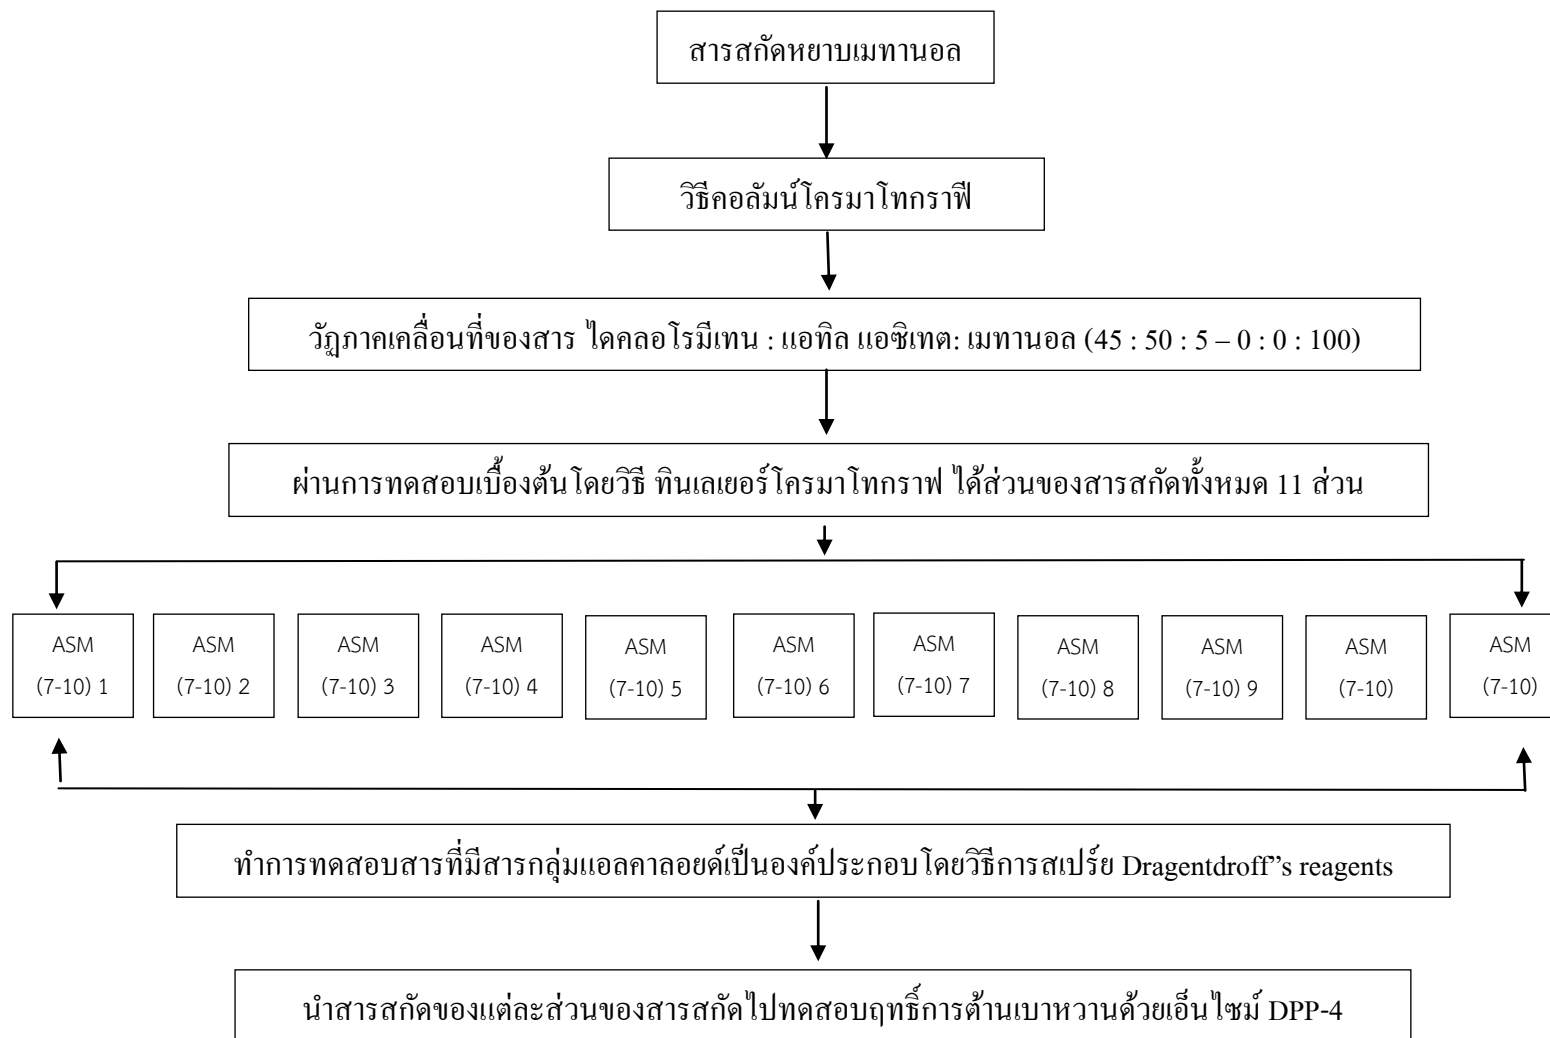 สารสกัดหยาบเมทานอล
วิธีคอลัมน์โครมาโทกราฟี
วัฏภาคเคลื่อนที่ของสาร ไดคลอโรมีเทน : แอทิล แอซิเทต: เมทานอล (45 : 50 : 5 – 0 : 0 : 100)
ผ่านการทดสอบเบื้องต้นโดยวิธี ทินเลเยอร์โครมาโทกราฟ ได้ส่วนของสารสกัดทั้งหมด 11 ส่วน
ASM
(7-10) 1
ASM
(7-10) 2
ASM
(7-10) 3
ASM
(7-10) 4
ASM
(7-10) 5
ASM
(7-10) 6
ASM
(7-10) 7
ASM
(7-10) 8
ASM
(7-10) 9
ASM
(7-10)
ASM
(7-10)
ทำการทดสอบสารที่มีสารกลุ่มแอลคาลอยด์เป็นองค์ประกอบโดยวิธีการสเปร์ย Dragentdroff”s reagents
นำสารสกัดของแต่ละส่วนของสารสกัดไปทดสอบฤทธิ์การต้านเบาหวานด้วยเอ็นไซม์ DPP-4